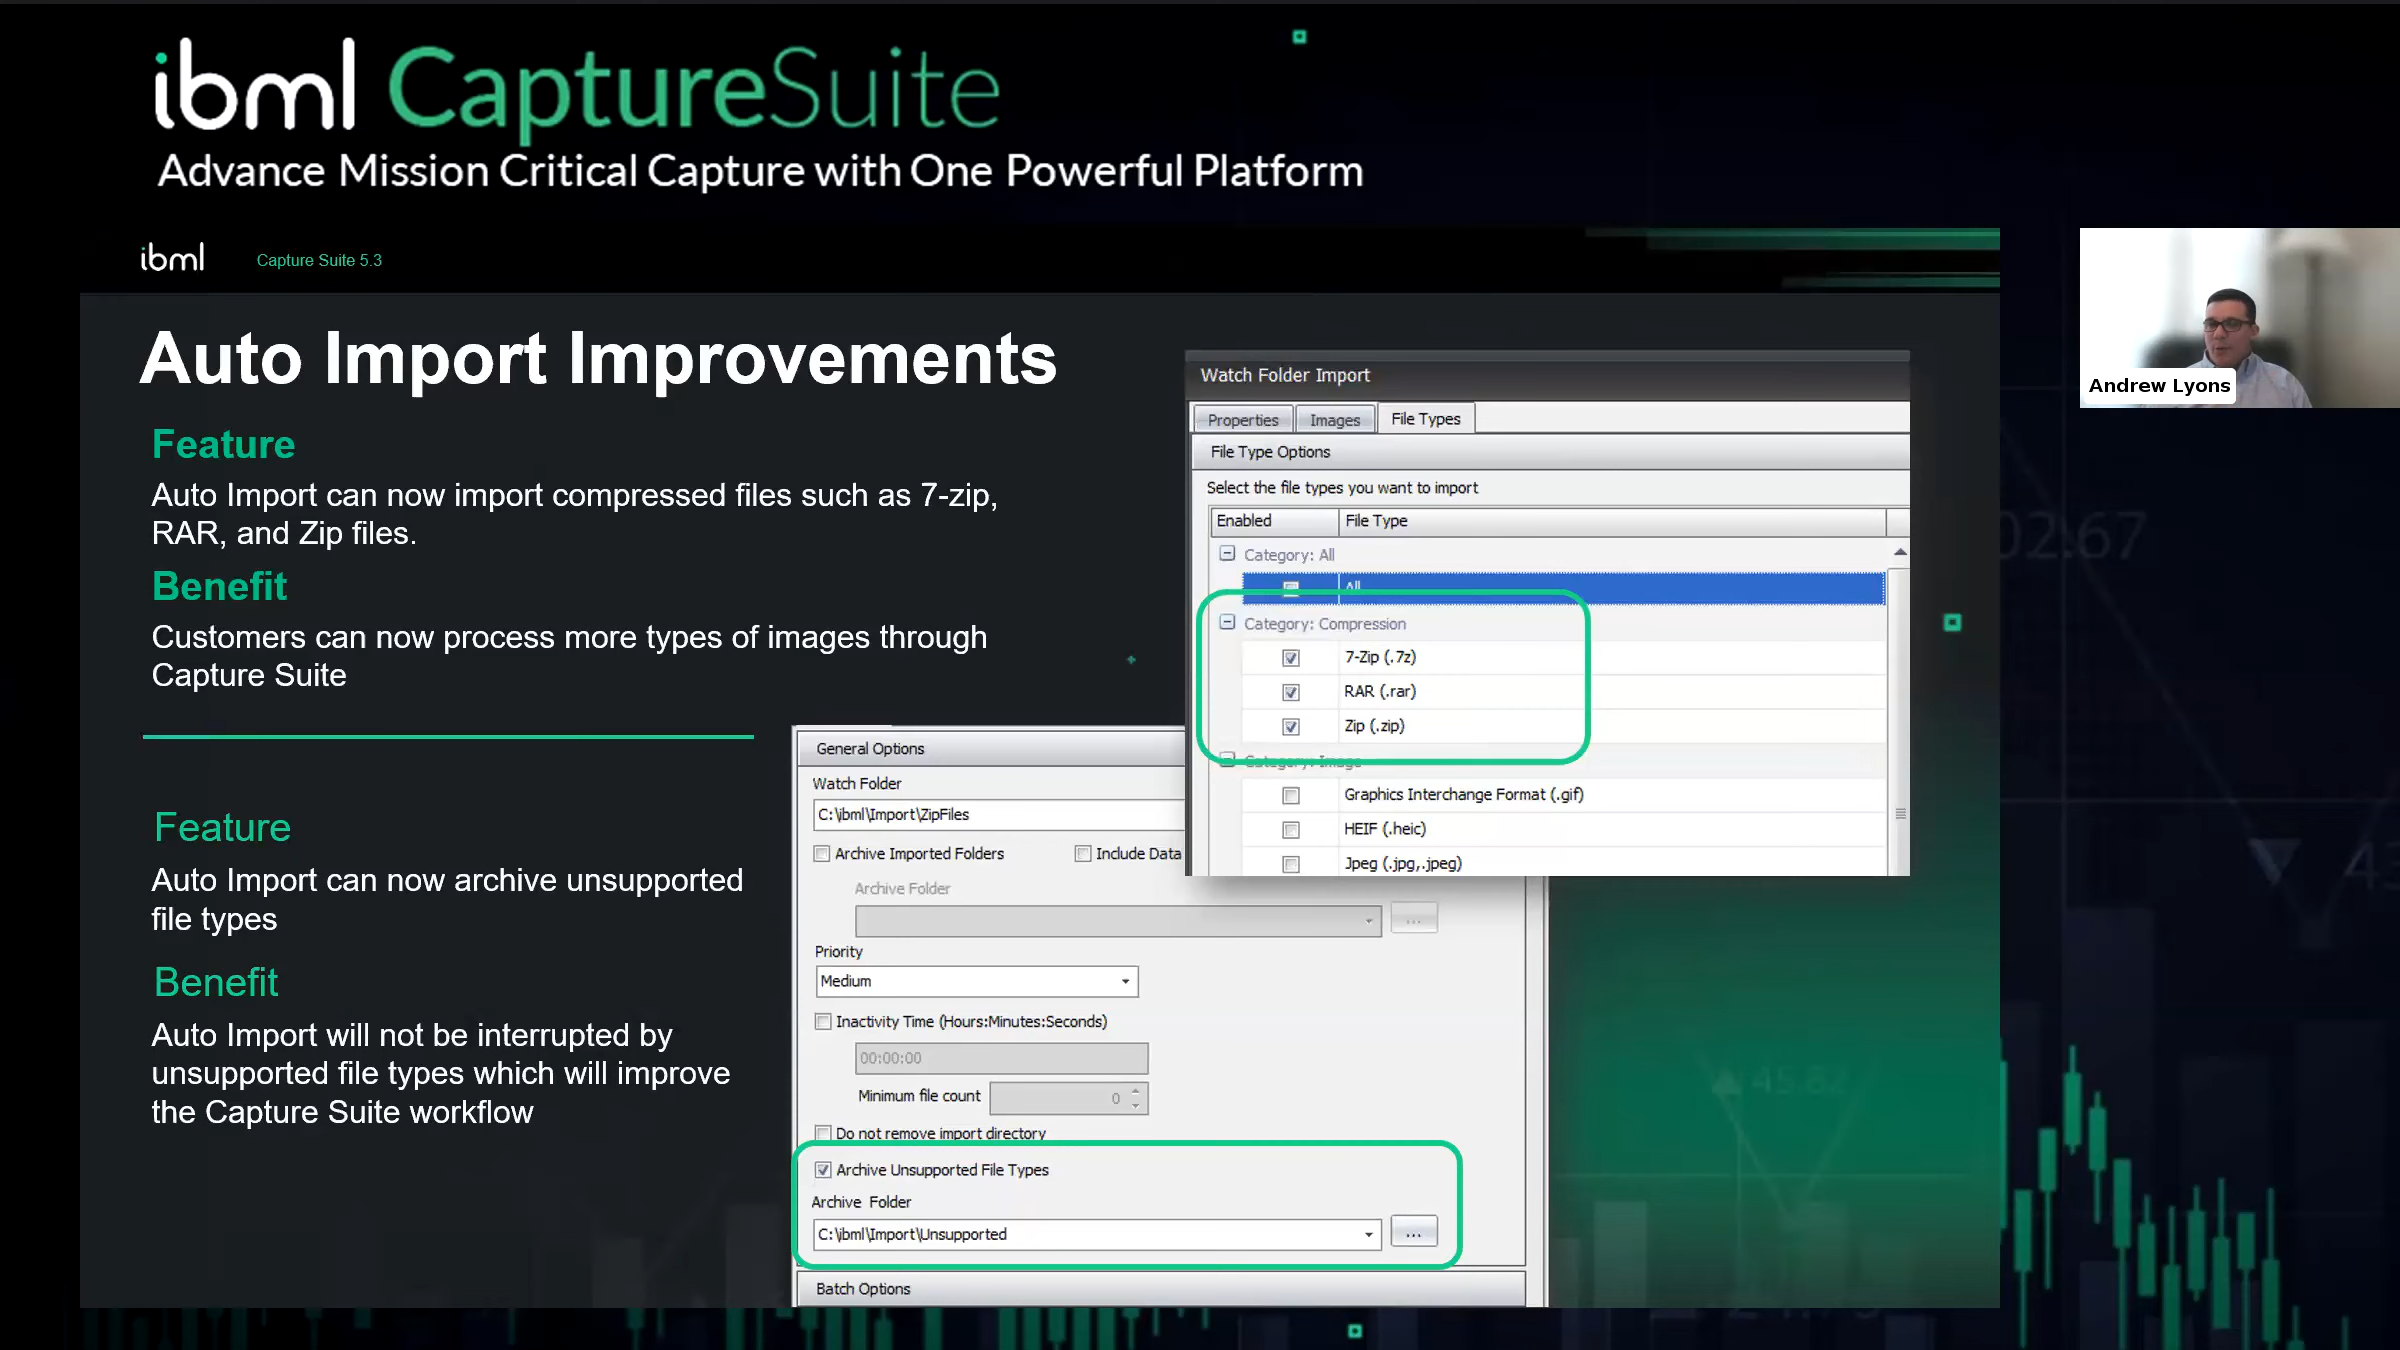 ibml CaptureSuite
Advance Mission Critical Capture with One Powerful Platform
ibml Capture Suite 5.3
Auto Import Improvements
Feature
Auto Import can now import compressed files such as 7-zip,
RAR, and Zip files.
Benefit
Customers can now process more types of images through
Capture Suite
Feature
Auto Import can now archive unsupported
file types
Benefit
Auto Import will not be interrupted by
unsupported file types which will improve
the Capture Suite workflow
General Options
Watch Folder
C:\ibml\Import\ZipFiles
Archive Imported Folders Include Data
Archive Folder
...
Priority
Medium
Inactivity Time (Hours:Minutes:Seconds)
00:00:00
Minimum file count 0
Do not remove import directory
Archive Unsupported File Types
Archive Folder
C:\ibml\Import\Unsupported ...
Batch Options
Watch Folder Import
Properties Images File Types
File Type Options
Select the file types you want to import
Enabled File Type
Category: All
All
Category: Compression
7-Zip (.7z)
RAR (.rar)
Zip (.zip)
Category: Image
Graphics Interchange Format (.gif)
HEIF (.heic)
Jpeg (.jpg,.jpeg)
Andrew Lyons
02.67
45.67